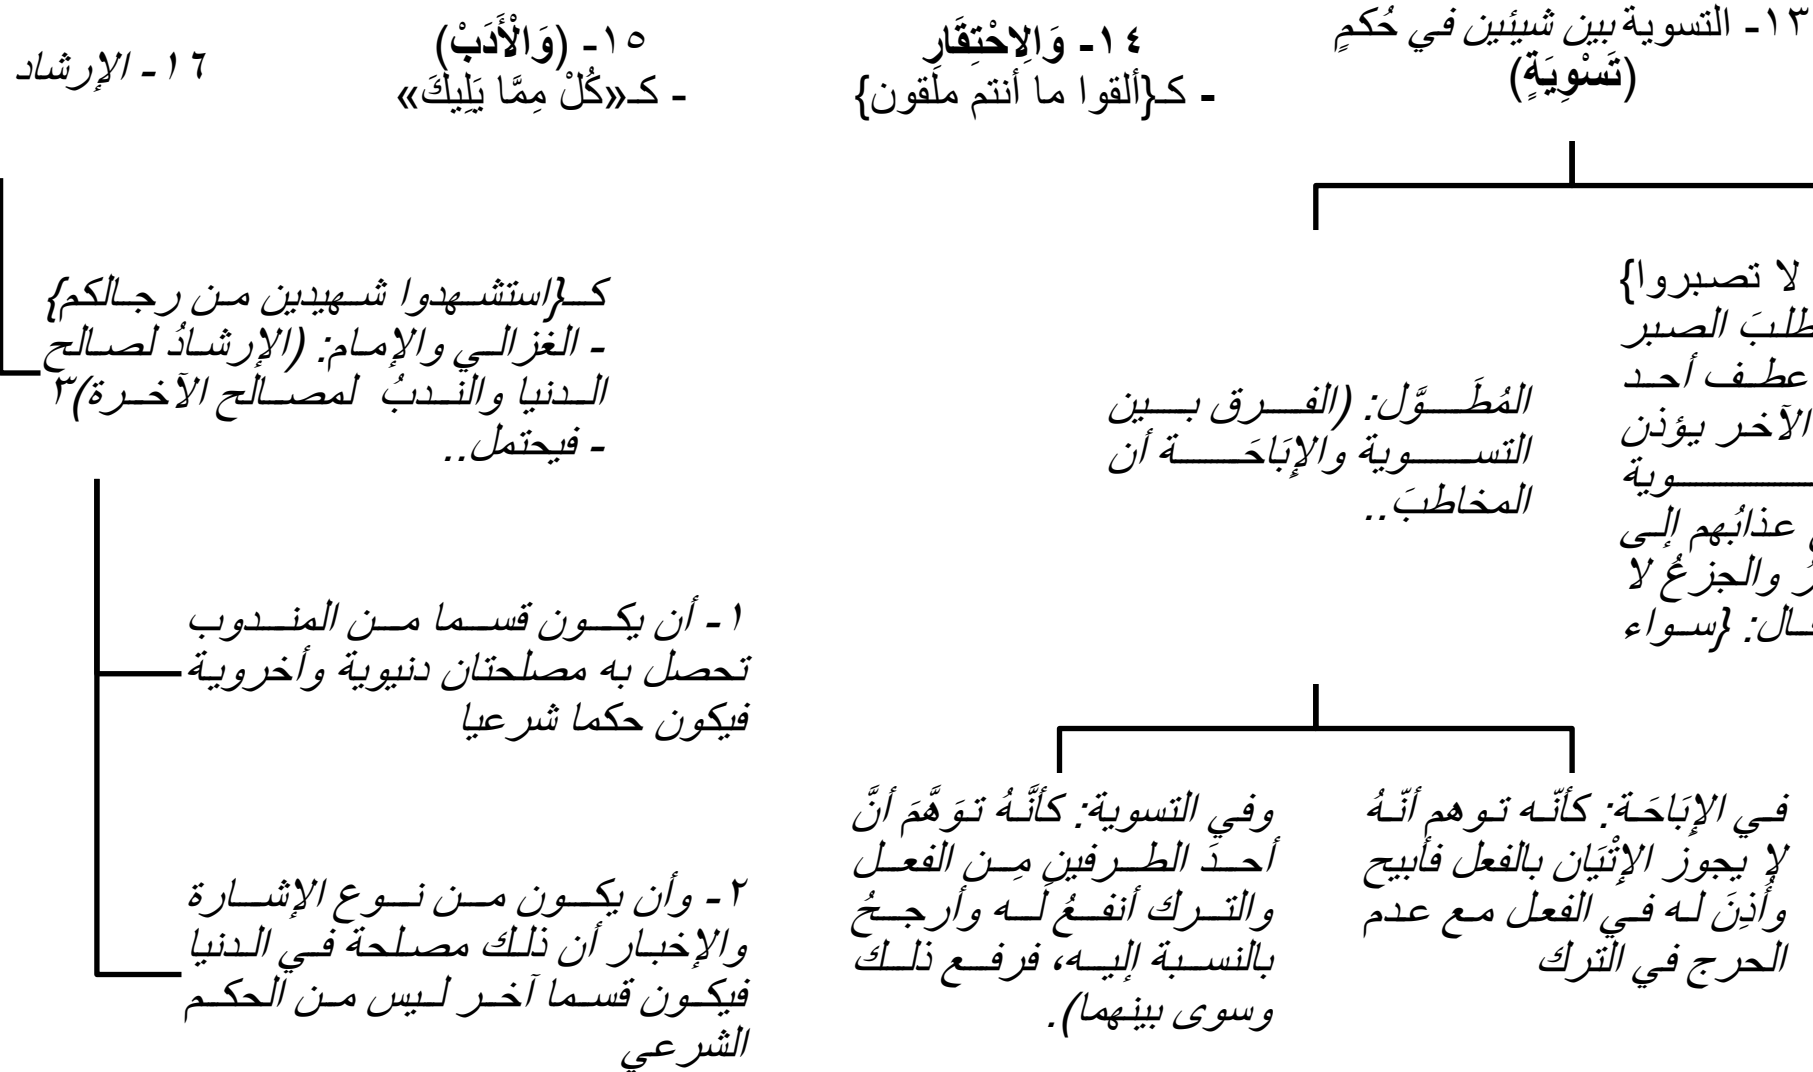 ١٣- التسوية بين شيئين في حُكمٍ
(تَسْوِيَةٍ)
١٤- وَالِاحْتِقَارِ
- كـ{ألقوا ما أنتم ملقون}
١٥- (وَالْأَدَبْ)
- كـ«كُلْ مِمَّا يَلِيكَ»
١٦- الإرشاد
لا تصبروا}
طلبَ الصبر
عطف أحد
الآخر يؤذن
ـوية
عذابُهم إلى
والجزعُ لا
{سواء
المُطَوَّل: (الفرق بين
التسوية والإبَاحَة أن
المخاطبَ..
في الإبَاحَة: كأنّه توهم أنّهُ
لا يجوز الإتْيَان بالفعل فأبيح
وأُذِنَ له في الفعل مع عدم
الحرج في الترك
وفي التسوية: كأنَّهُ توَهَّمَ أنَّ
أحدَ الطرفينِ مِن الفعل
والترك أنفعُ لَه وأرجحُ
بالنسبة إليه، فرفع ذلك
وسوى بينهما).
كـ{استشهدوا شهيدين من رجالكم}
- الغزالي والإمام: (الإرشادُ لصالح
الدنيا والندبُ لمصالح الآخرة)٣
- فيحتمل..
١- أن يكون قسما من المندوب
تحصل به مصلحتان دنيوية وأخروية
فيكون حكما شرعيا
٢- وأن يكون من نوع الإشارة
والإخبار أن ذلك مصلحة في الدنيا
فيكون قسما آخر ليس من الحكم
الشرعي